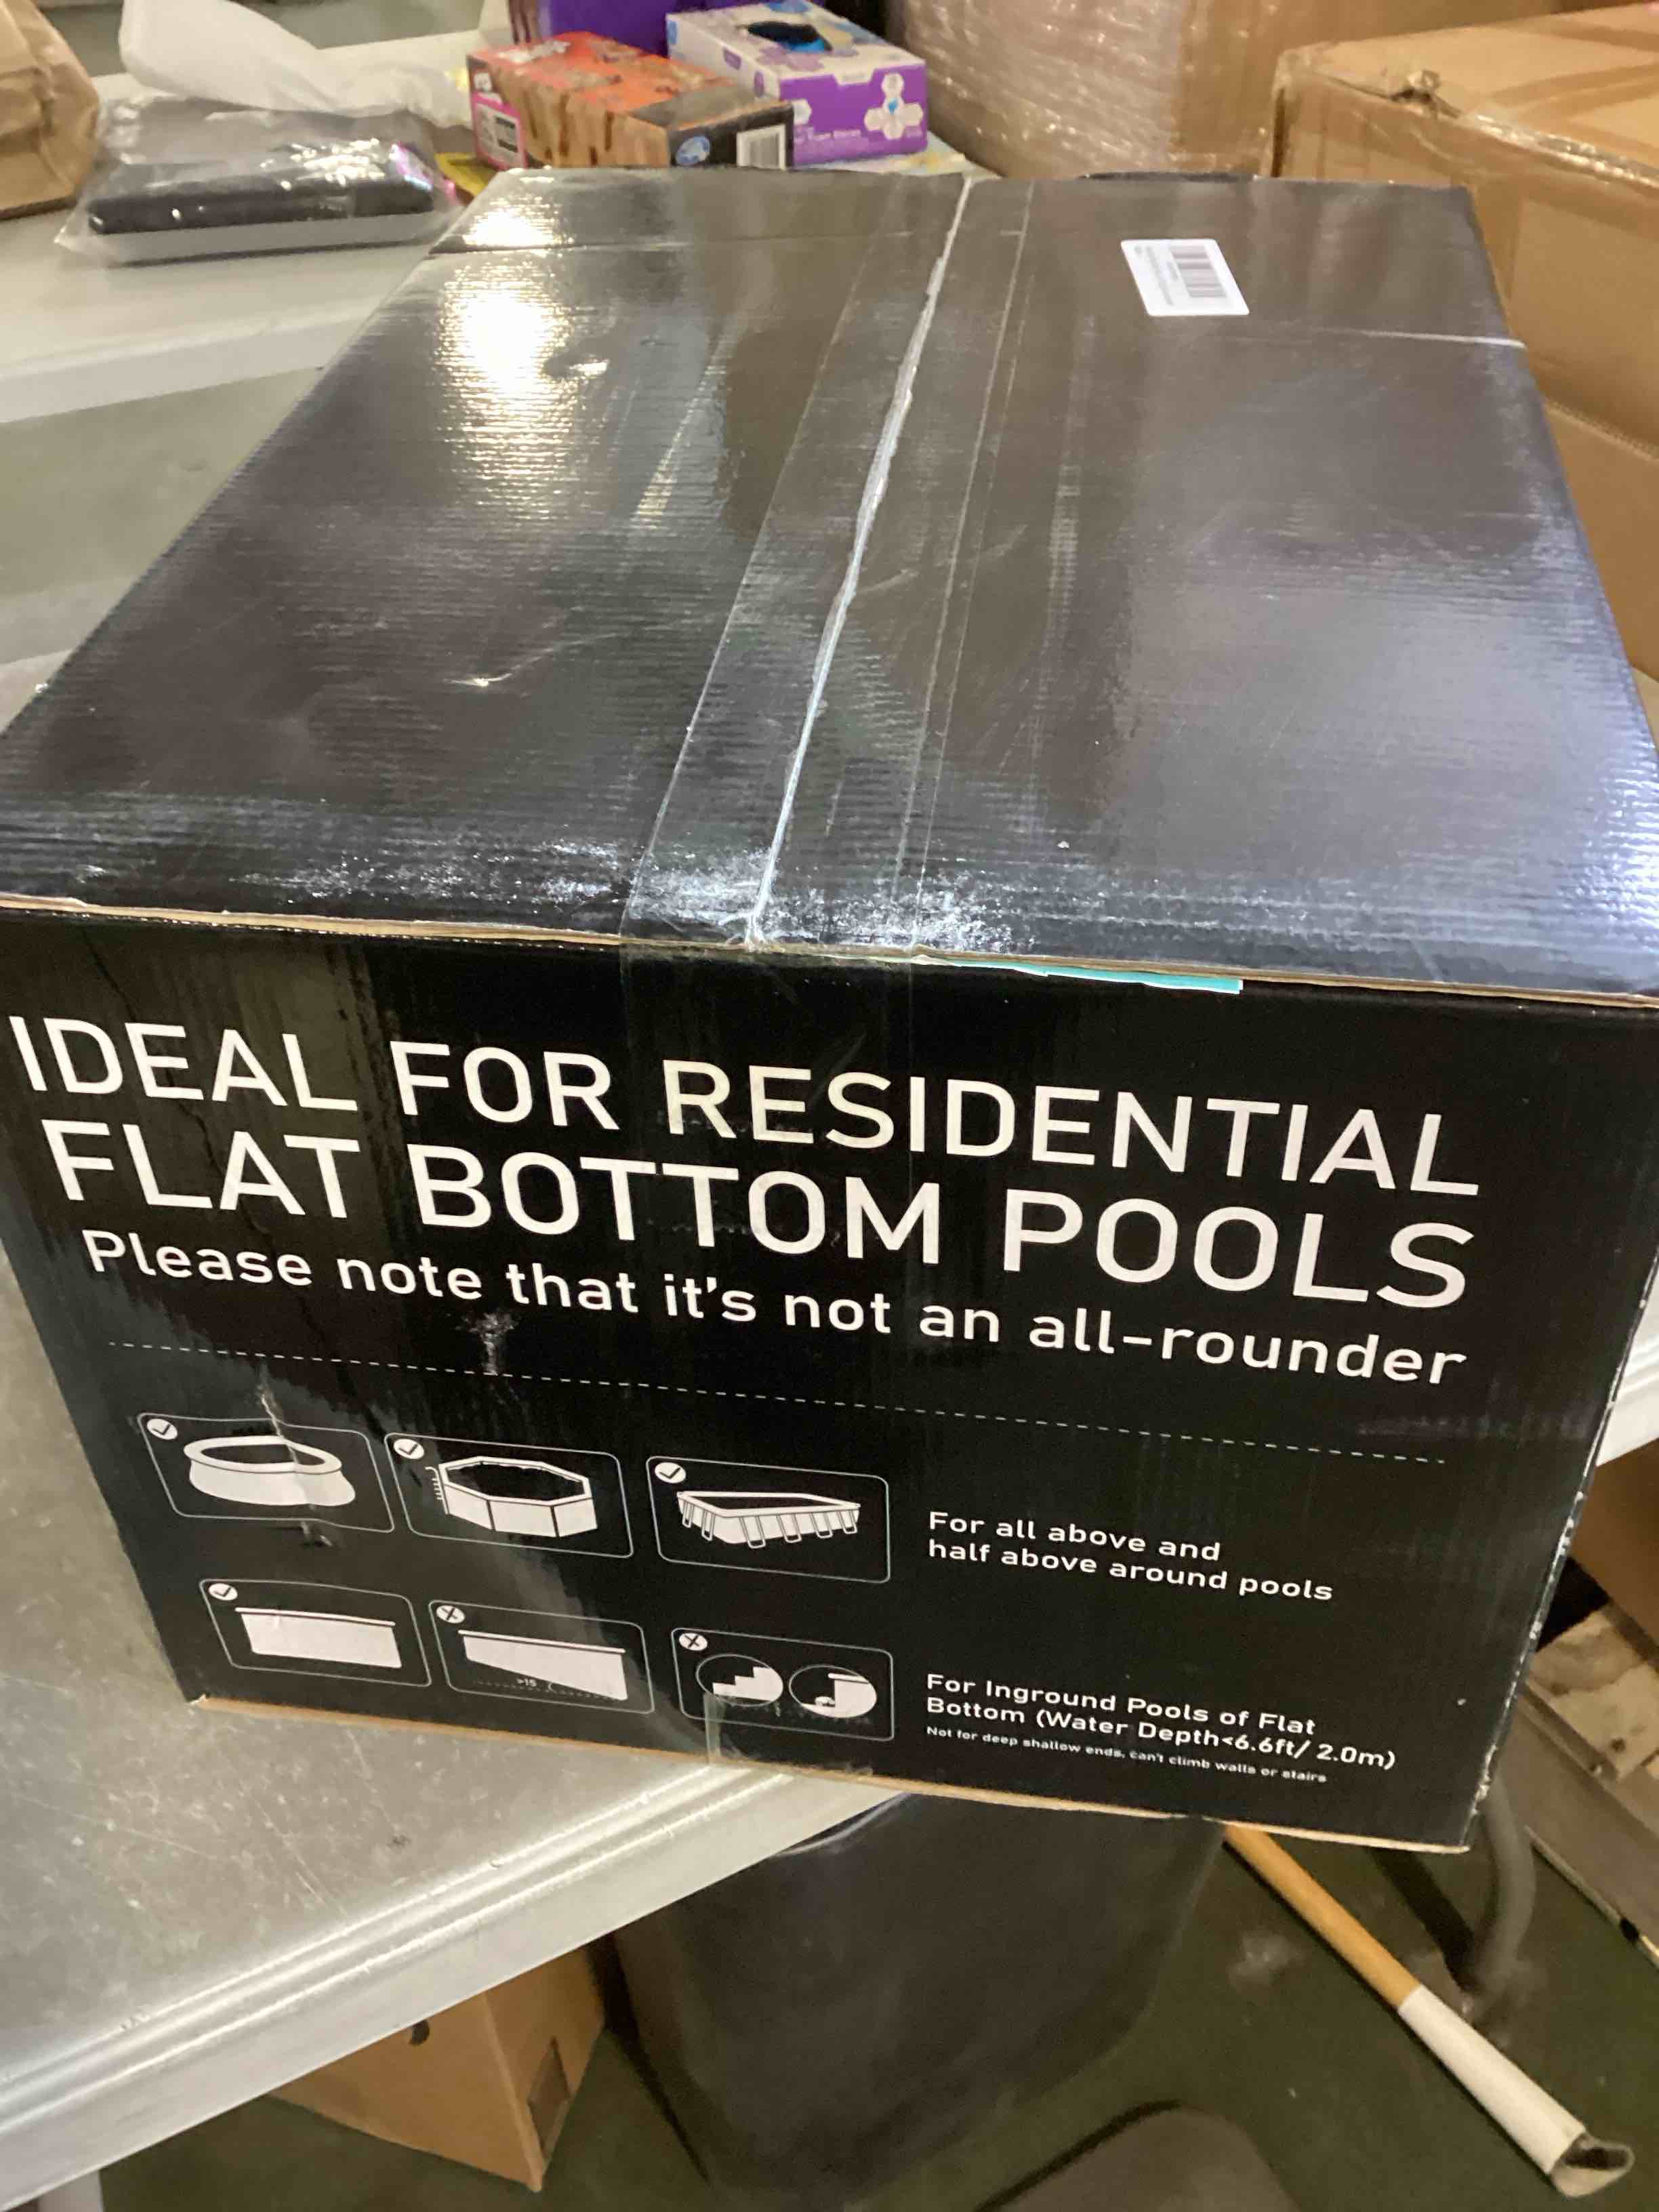 IDEAL FOR RESIDENTIAL
FLAT BOTTOM POOLS
Please note that it's not an all-rounder
For all above and
half above around pools
>15
For Inground Pools of Flat
Bottom (Water Depth<6.6ft/ 2.0m)
Not for deep shallow ends, can't climb walls or stairs